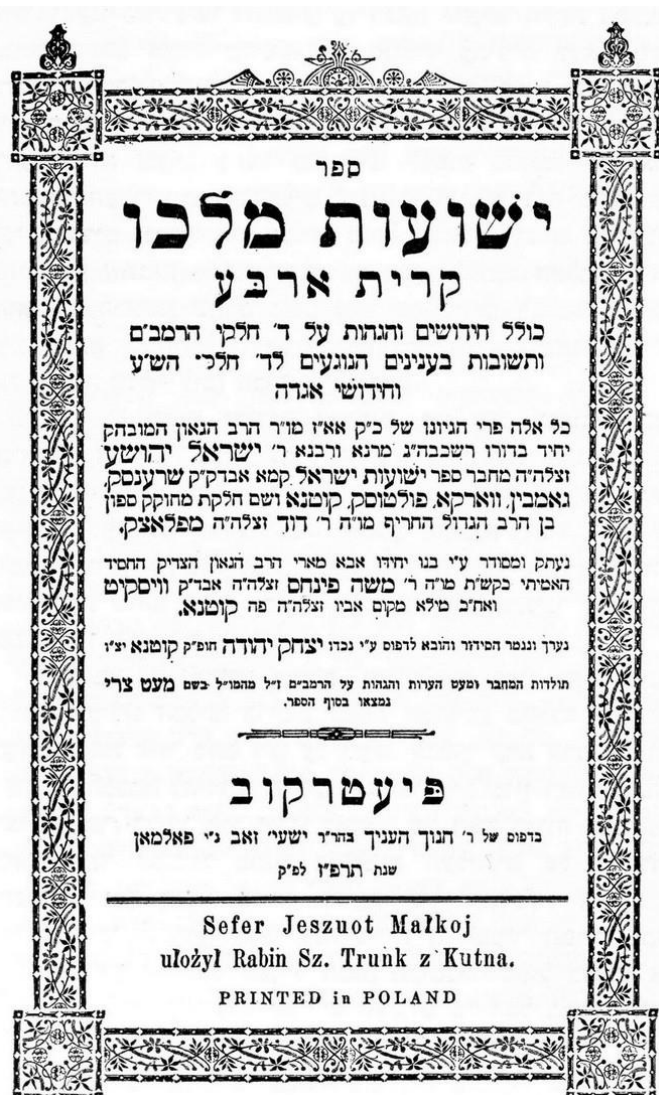 ספר
ישועות מלכו
קרית ארבע
כולל חידושים והגהות על ד׳ חלקי הרמב״ם
ותשובות בענינים הנוגעים לד׳ חלקי הש״ע
וחידושי אגדה
כל אלה פרי הגיונו של כ״ק אא״ז מו״ר הרב הגאון המובהק
יחיד בדורו רשכבה״ג מרנא ורבנא ר׳ ישראל יהושע
זצלה״ה מחבר ספר ישועות ישראל קמא אבדק״ק שרענסק,
גאמבין, ווארקא, פולטוסק, קוטנא ושם חלקת מחוקק ספון
בן הרב הגדול החריף מו״ה ר׳ דוד זצלה״ה מפלאצק.
נעתק ומסודר ע״י בנו יחידו אבא מארי הרב הגאון הצדיק החסיד
האמיתי כקש״ת מו״ה ר׳ משה פינחס זצלה״ה אבד״ק וויסקיט
ואח״כ מילא מקום אביו זצלה״ה פה קוטנא.
נערך ונגמר הסידור והובא לדפוס ע״י נכדו יצחק יהודה חופ״ק קוטנא יצ״ו
תולדות המחבר ומעט הערות והגהות על הרמב״ם ז״ל מהמו״ל בשם מעט צרי
נמצאו בסוף הספר.
פיעטרקוב
בדפוס של ר׳ חנוך העניך בהר״ר ישעי׳ זאב נ״י פאלמאן
שנת תרפ״ז לפ״ק
Sefer Jeszuot Małkoj
ułożył Rabin Sz. Trunk z Kutna.
PRINTED in POLAND